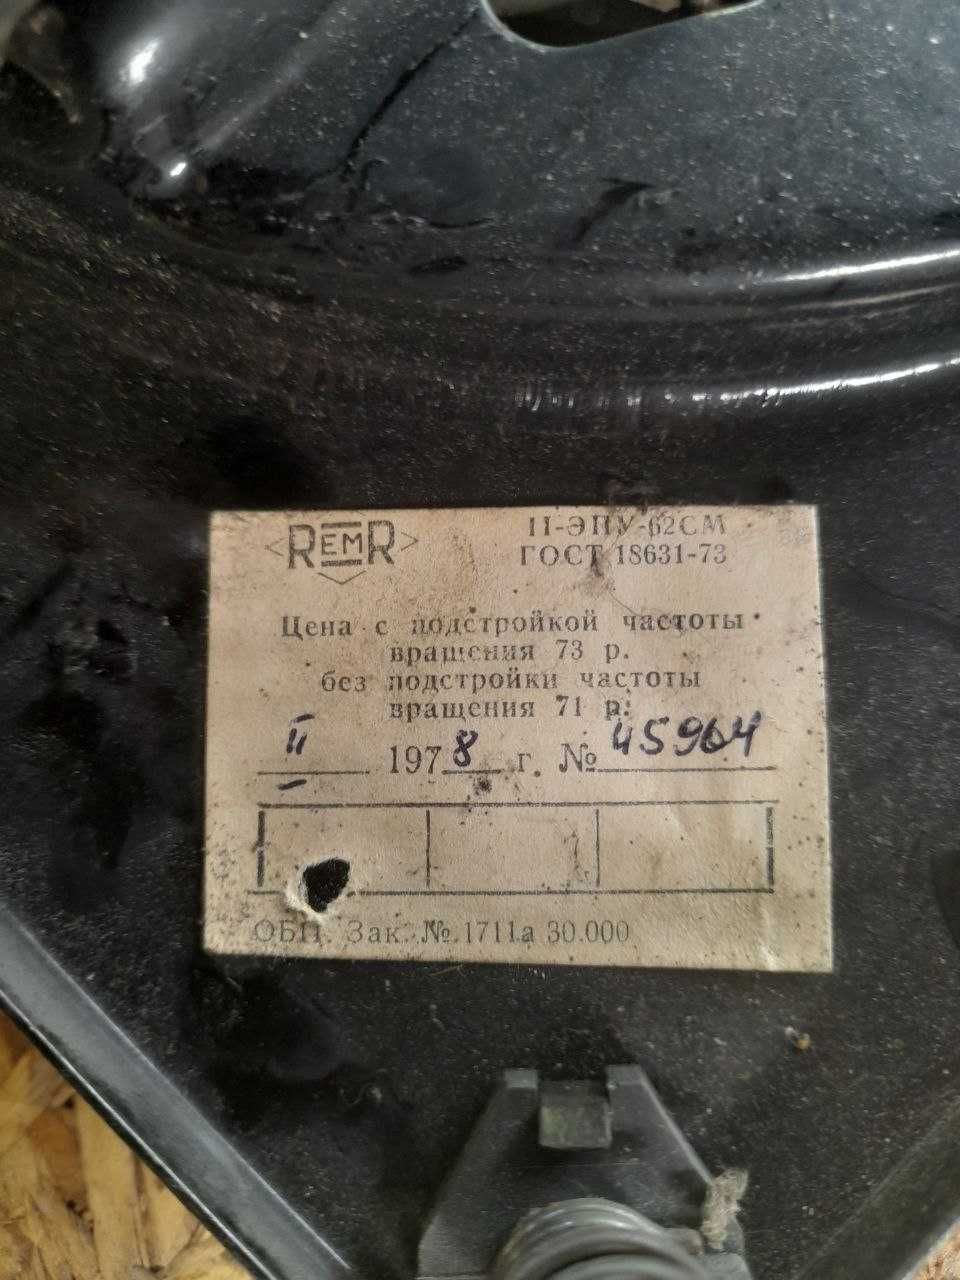 REMR
II-ЭПУ-62СМ
ГОСТ 18631-73
Цена с подстройкой частоты
вращения 73 р.
без подстройки частоты
вращения 71 р.
II 1978 г. № 45964
ОБП. Зак. № 1711а 30.000